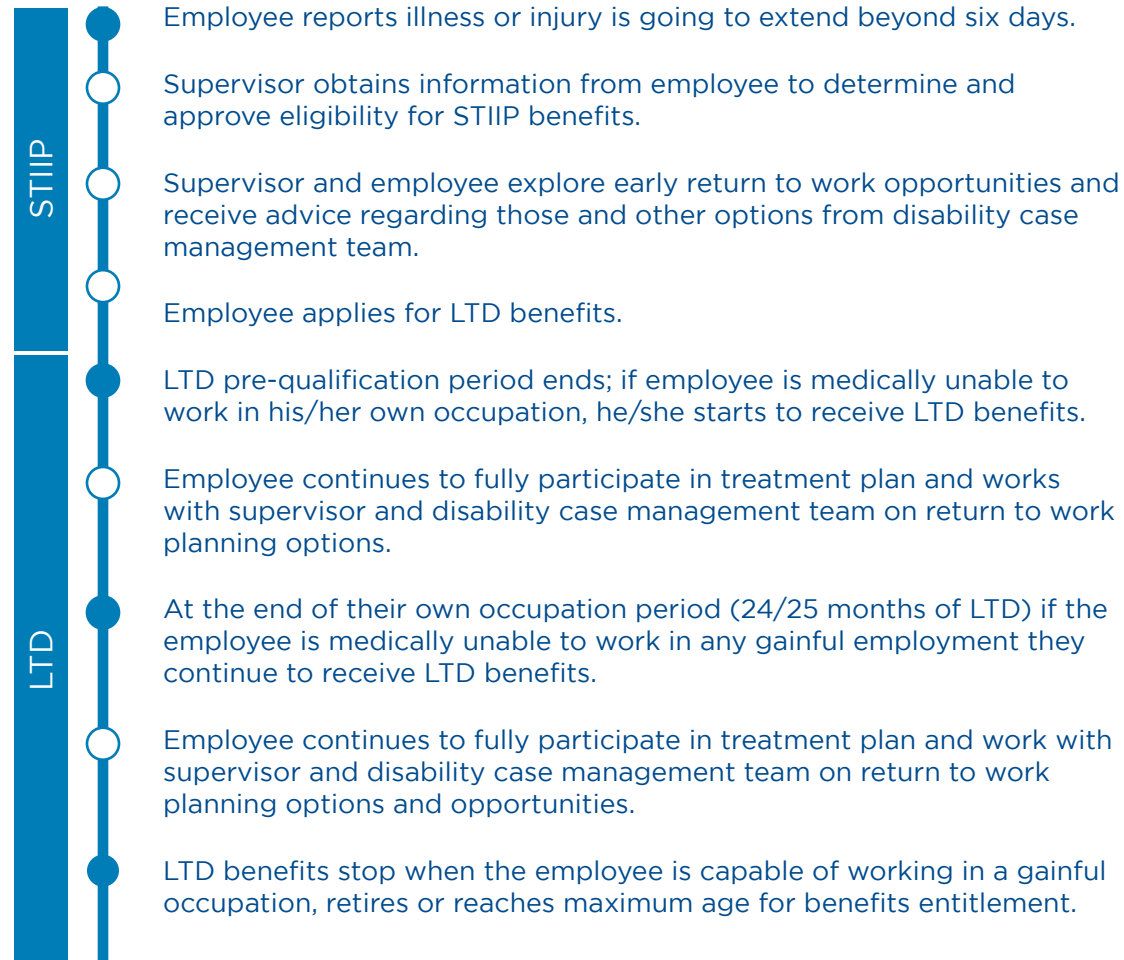 STIIP
Employee reports illness or injury is going to extend beyond six days.
Supervisor obtains information from employee to determine and
approve eligibility for STIIP benefits.
Supervisor and employee explore early return to work opportunities and
receive advice regarding those and other options from disability case
management team.
Employee applies for LTD benefits.
LTD
LTD pre-qualification period ends; if employee is medically unable to
work in his/her own occupation, he/she starts to receive LTD benefits.
Employee continues to fully participate in treatment plan and works
with supervisor and disability case management team on return to work
planning options.
At the end of their own occupation period (24/25 months of LTD) if the
employee is medically unable to work in any gainful employment they
continue to receive LTD benefits.
Employee continues to fully participate in treatment plan and work with
supervisor and disability case management team on return to work
planning options and opportunities.
LTD benefits stop when the employee is capable of working in a gainful
occupation, retires or reaches maximum age for benefits entitlement.